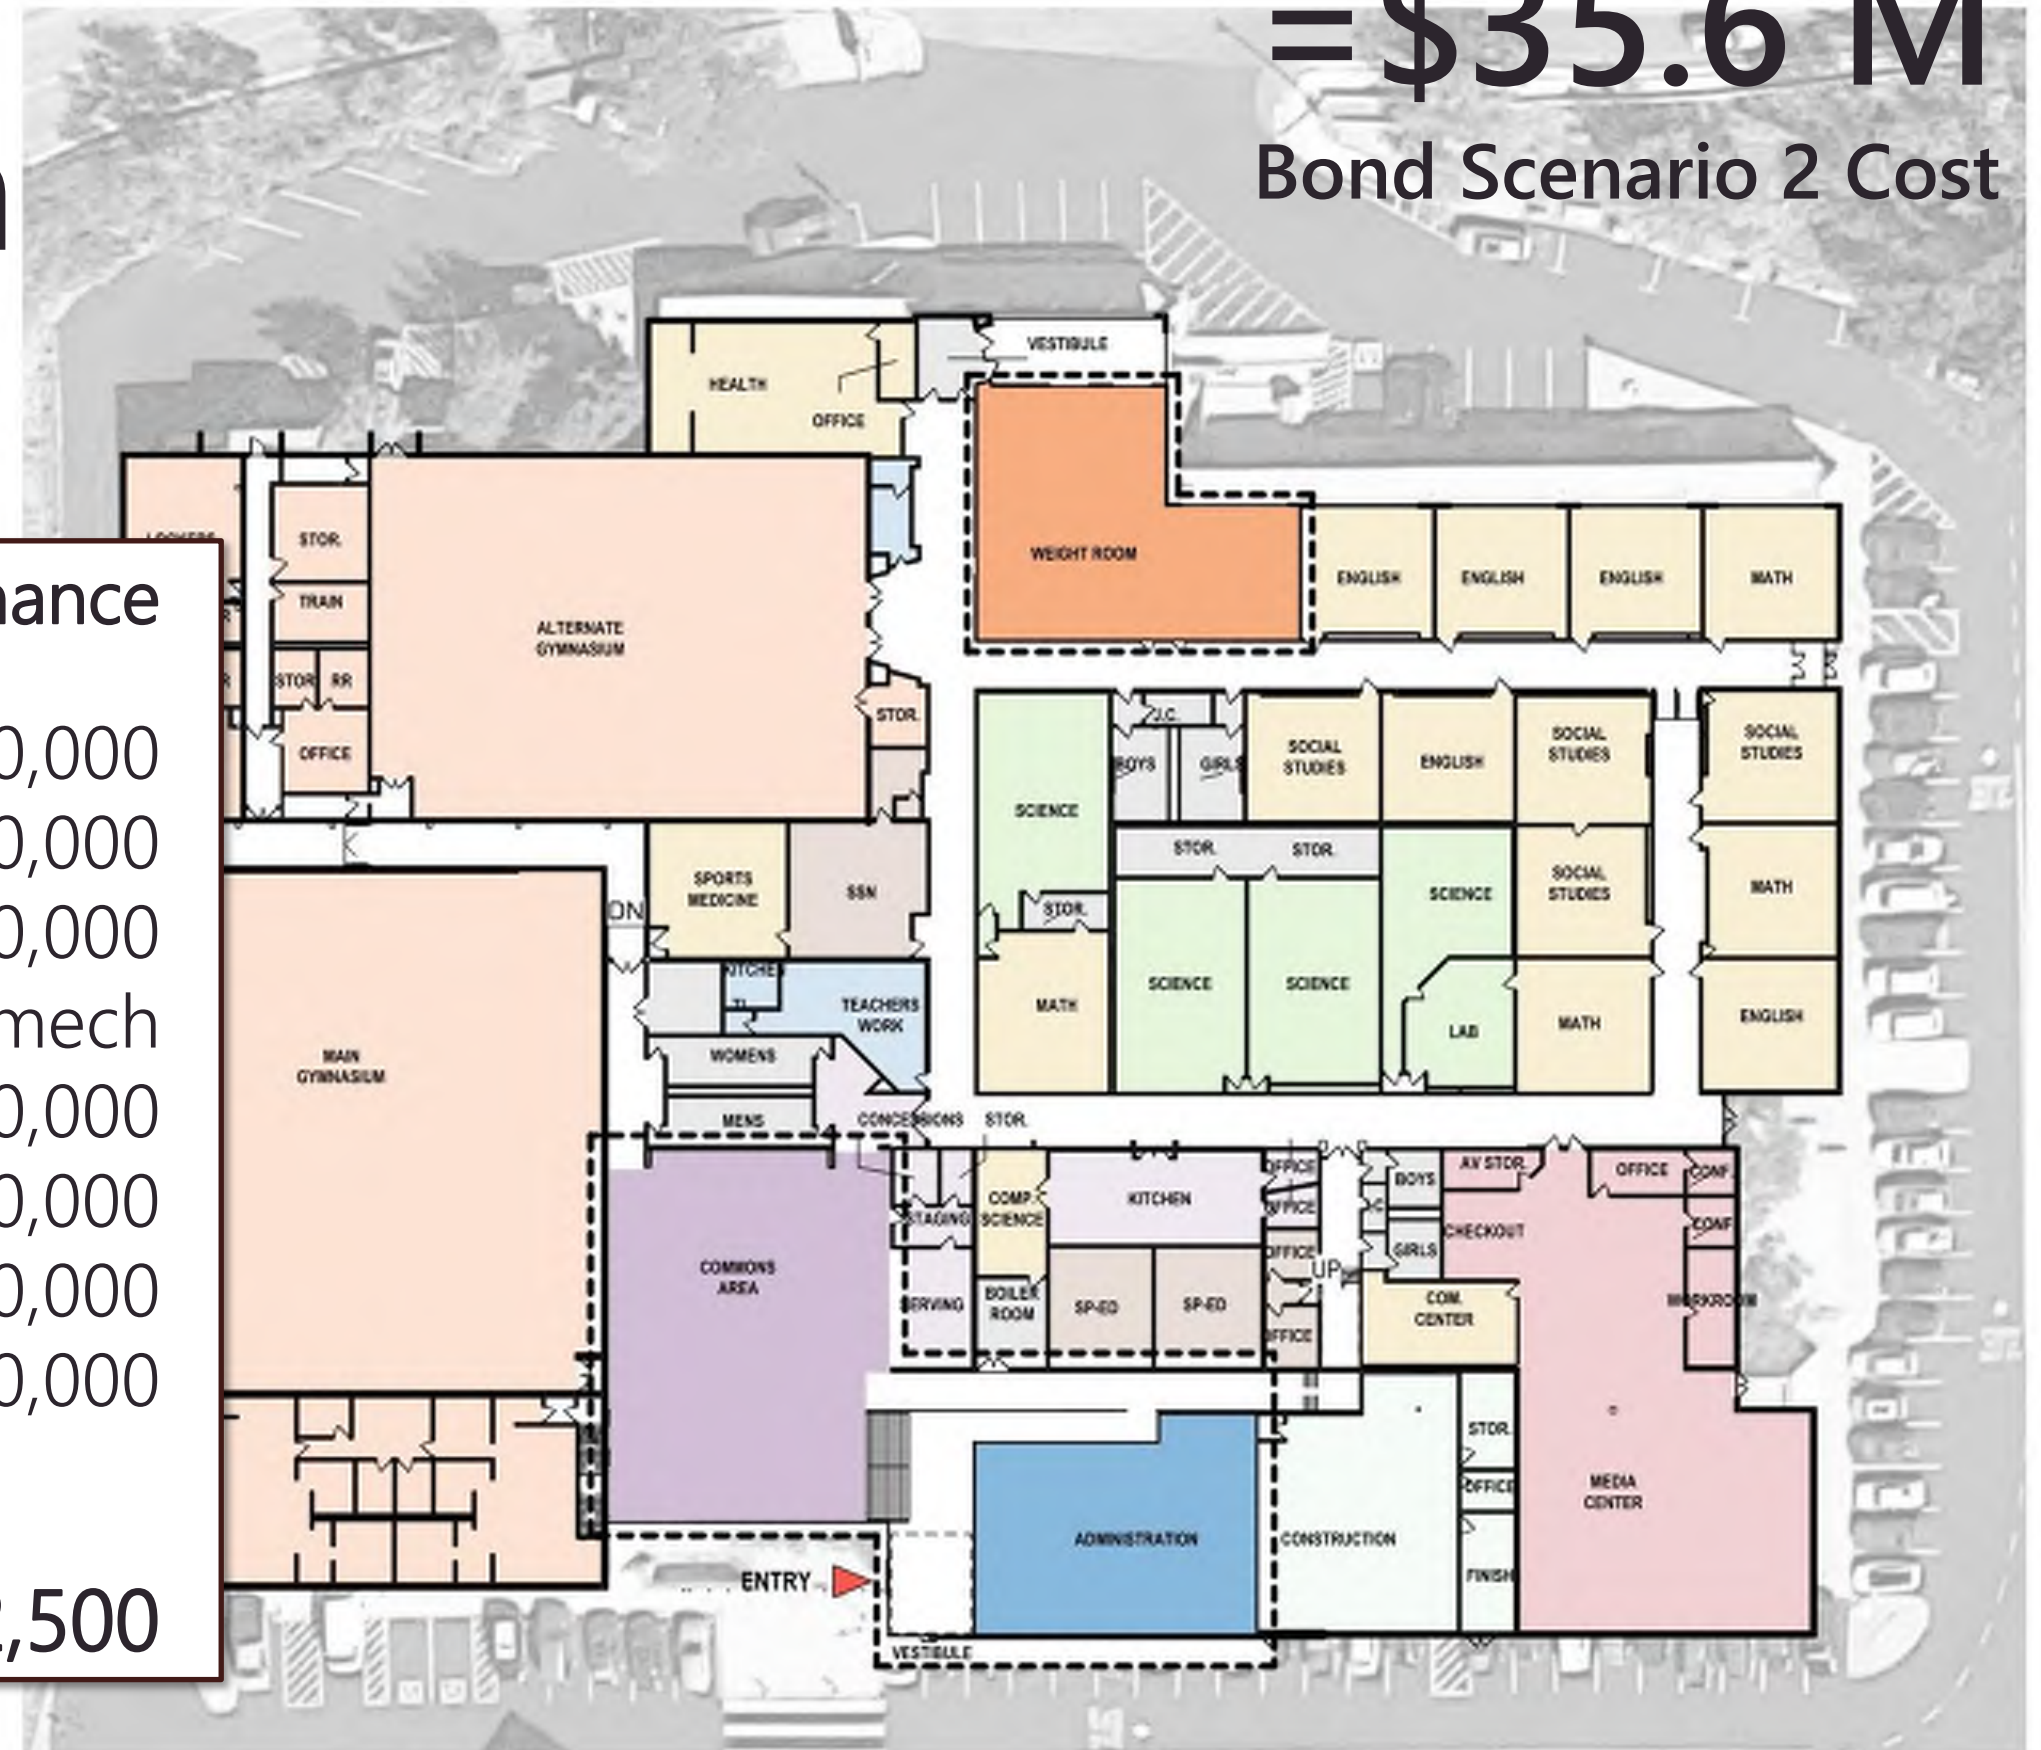 =$35.6 M
Bond Scenario 2 Cost
VESTIBULE
HEALTH
OFFICE
WEIGHT ROOM
ENGLISH
ENGLISH
ENGLISH
MATH
STOR.
TRAIN
STOR
RR
OFFICE
ALTERNATE
GYMNASIUM
STOR.
J.C.
BOYS
GIRLS
SOCIAL
STUDIES
ENGLISH
SOCIAL
STUDIES
SOCIAL
STUDIES
SCIENCE
STOR.
STOR.
SPORTS
MEDICINE
SSN
SCIENCE
SOCIAL
STUDIES
MATH
DN
STOR.
KITCHEN
TEACHERS
WORK
MATH
SCIENCE
SCIENCE
LAB
MATH
ENGLISH
MAIN
GYMNASIUM
WOMENS
MENS
CONCESSIONS
STOR.
COMMONS
AREA
STAGING
SERVING
COMP.
SCIENCE
BOILER
ROOM
KITCHEN
SP-ED
SP-ED
OFFICE
OFFICE
OFFICE
OFFICE
UP
BOYS
GIRLS
AV STOR.
OFFICE
CONF
CONF
CHECKOUT
WORKROOM
COM.
CENTER
STOR.
OFFICE
FINISH
MEDIA
CENTER
ADMINISTRATION
CONSTRUCTION
ENTRY
VESTIBULE
nance
0,000
0,000
0,000
mech
0,000
0,000
0,000
0,000
2,500